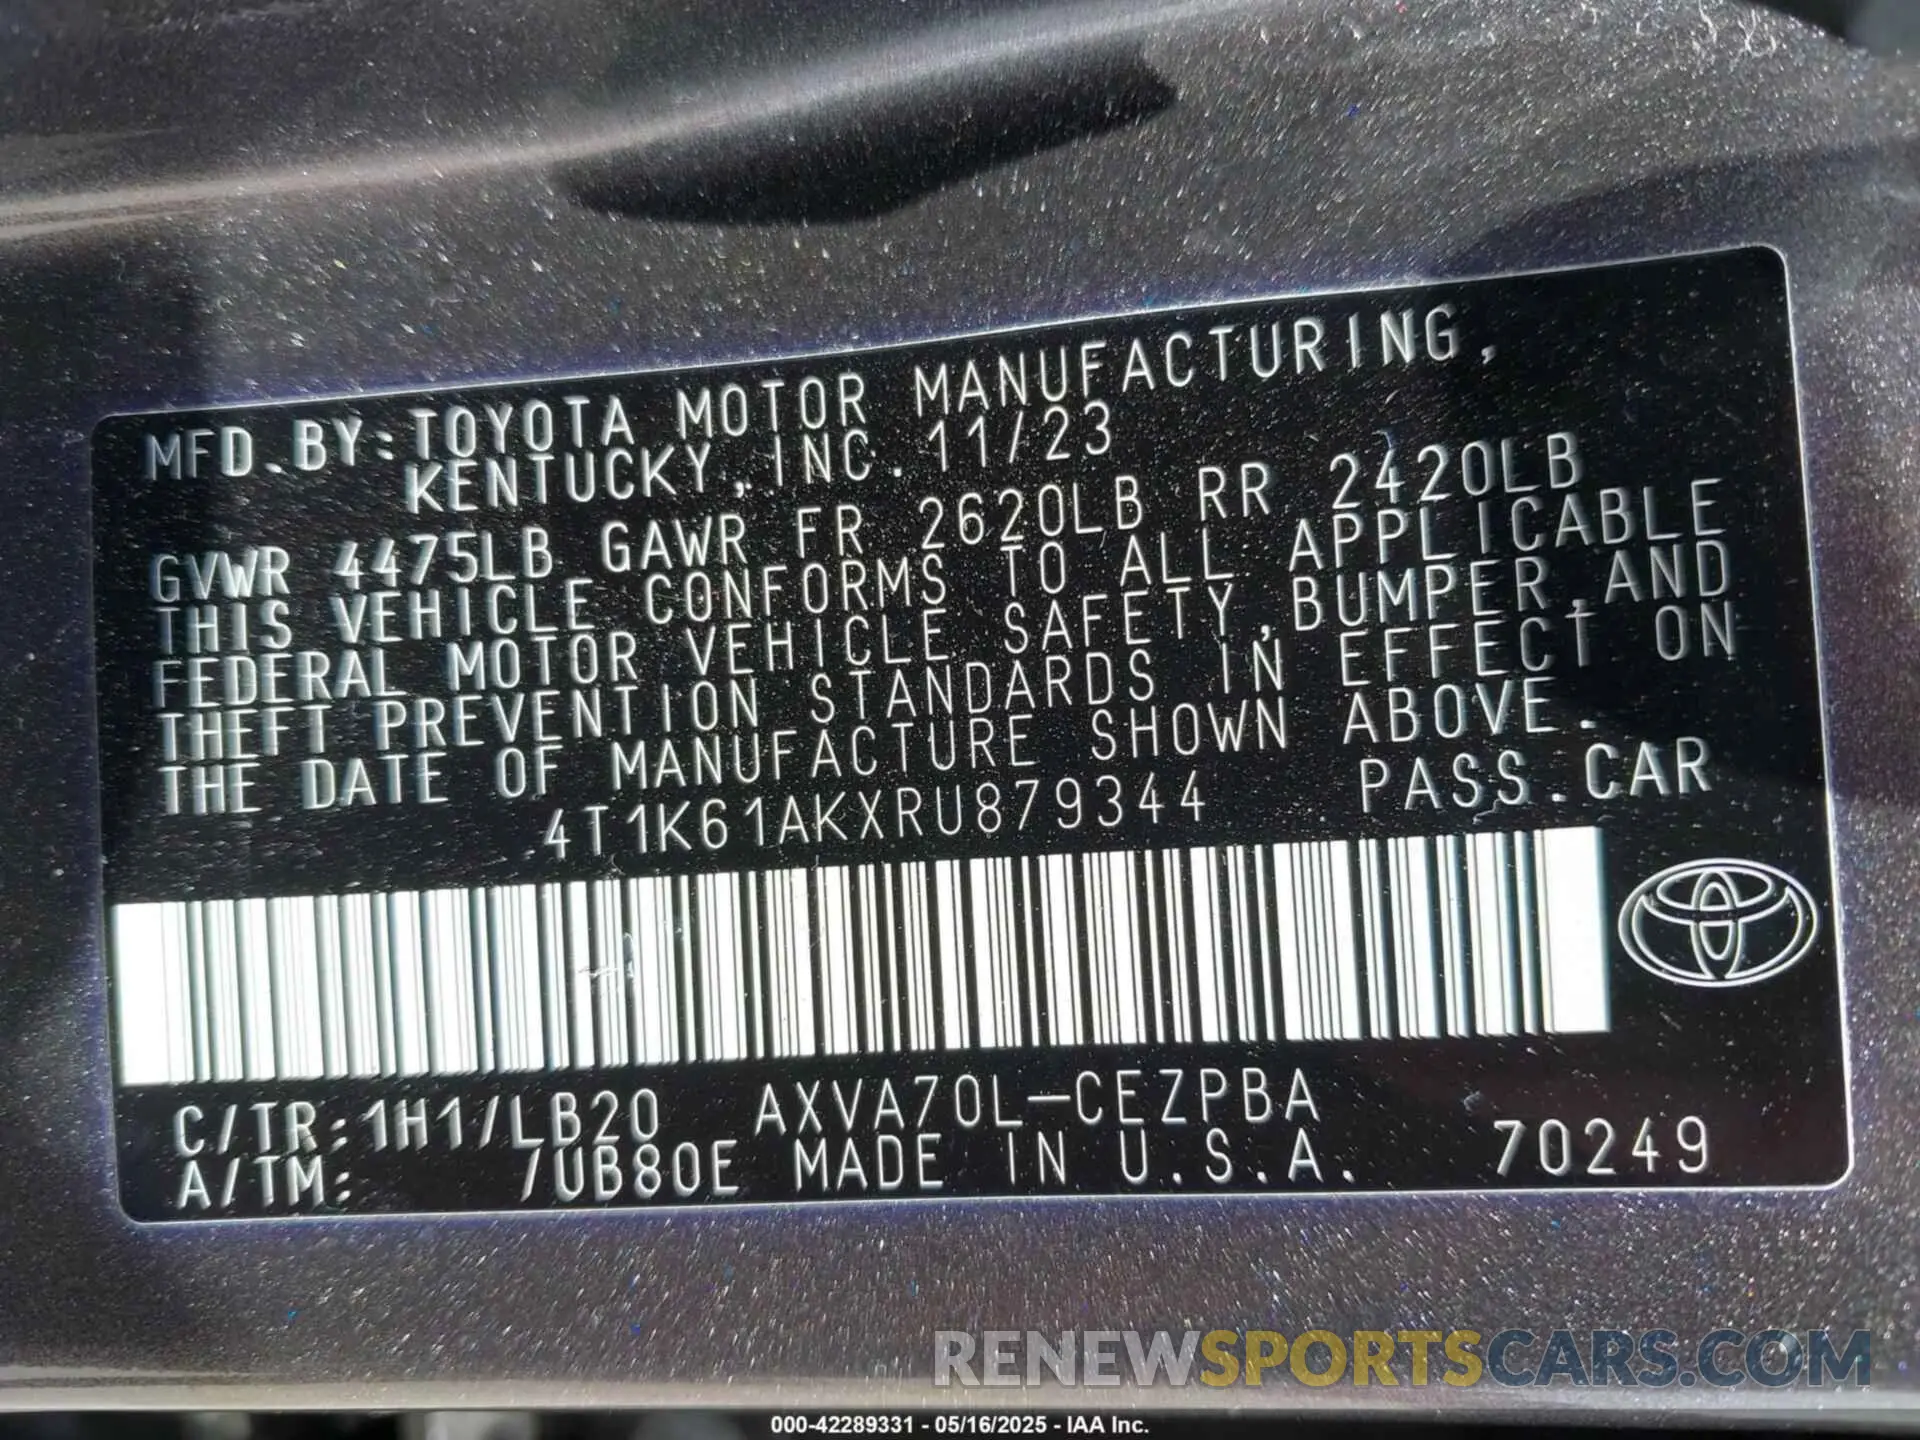 MFD.BY:TOYOTA MOTOR MANUFACTURING,
KENTUCKY, INC. 11/23
GVWR 4475LB GAWR FR 2620LB RR 2420LB
THIS VEHICLE CONFORMS TO ALL APPLICABLE
FEDERAL MOTOR VEHICLE SAFETY, BUMPER, AND
THEFT PREVENTION STANDARDS IN EFFECT ON
THE DATE OF MANUFACTURE SHOWN ABOVE.
4T1K61AKXRU879344 PASS.CAR
C/TR:1H1/LB20 AXVA70L-CEZPBA
A/TM: /UB80E MADE IN U.S.A. 70249
RENEWSPORTSCARS.COM
000-42289331 - 05/16/2025 - IAA Inc.